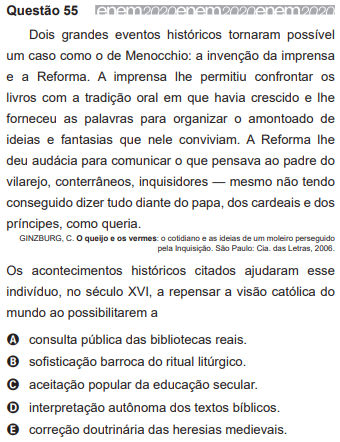 Questão 55 enem2020enem2020enem2020
Dois grandes eventos históricos tornaram possível
um caso como o de Menocchio: a invenção da imprensa
e a Reforma. A imprensa lhe permitiu confrontar os
livros com a tradição oral em que havia crescido e lhe
forneceu as palavras para organizar o amontoado de
ideias e fantasias que nele conviviam. A Reforma lhe
deu audácia para comunicar o que pensava ao padre do
vilarejo, conterrâneos, inquisidores — mesmo não tendo
conseguido dizer tudo diante do papa, dos cardeais e dos
príncipes, como queria.
GINZBURG, C. O queijo e os vermes: o cotidiano e as ideias de um moleiro perseguido
pela Inquisição. São Paulo: Cia. das Letras, 2006.
Os acontecimentos históricos citados ajudaram esse
indivíduo, no século XVI, a repensar a visão católica do
mundo ao possibilitarem a
A consulta pública das bibliotecas reais.
B sofisticação barroca do ritual litúrgico.
C aceitação popular da educação secular.
D interpretação autônoma dos textos bíblicos.
E correção doutrinária das heresias medievais.